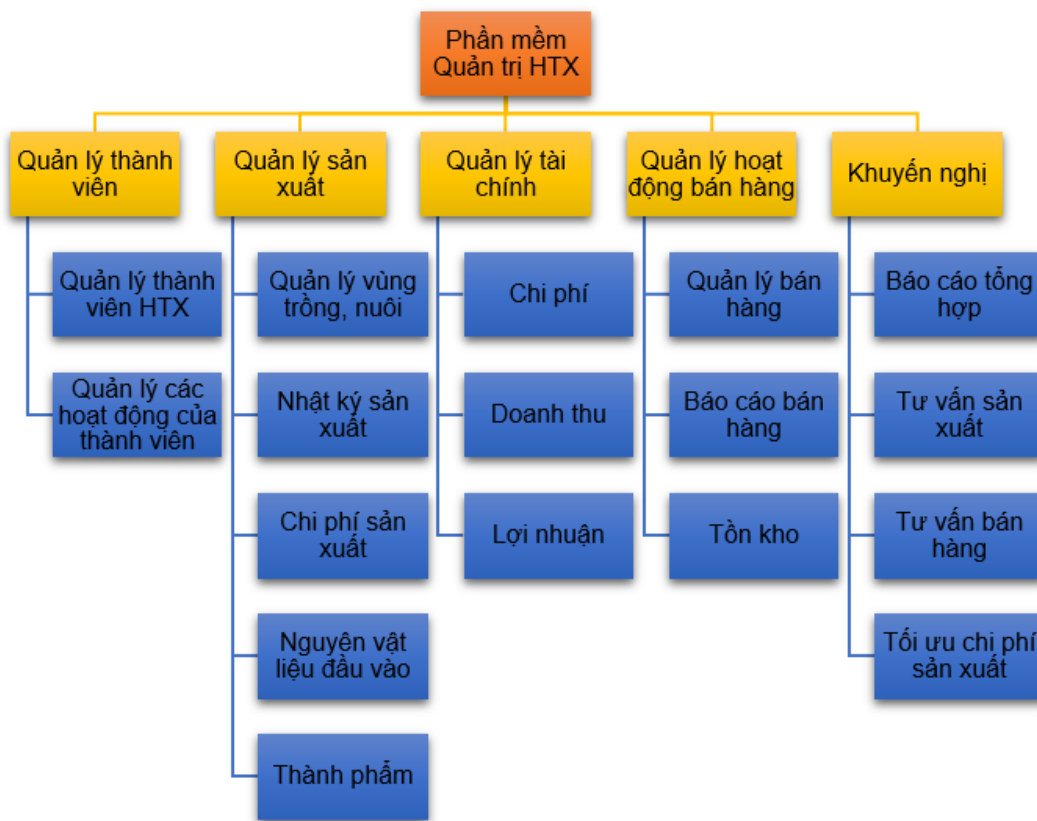 Phần mềm
Quản trị HTX
Quản lý thành
viên
Quản lý sản
xuất
Quản lý tài
chính
Quản lý hoạt
động bán hàng
Khuyến nghị
Quản lý thành
viên HTX
Quản lý các
hoạt động của
thành viên
Quản lý vùng
trồng, nuôi
Nhật ký sản
xuất
Chi phí sản
xuất
Nguyên vật
liệu đầu vào
Thành phẩm
Chi phí
Doanh thu
Lợi nhuận
Quản lý bán
hàng
Báo cáo bán
hàng
Tồn kho
Báo cáo tổng
hợp
Tư vấn sản
xuất
Tư vấn bán
hàng
Tối ưu chi phí
sản xuất